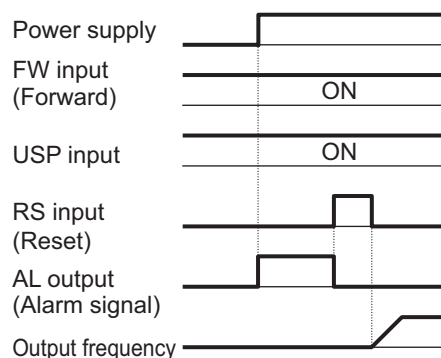 Power supply
FW input
(Forward)
ON
USP input
ON
RS input
(Reset)
AL output
(Alarm signal)
Output frequency